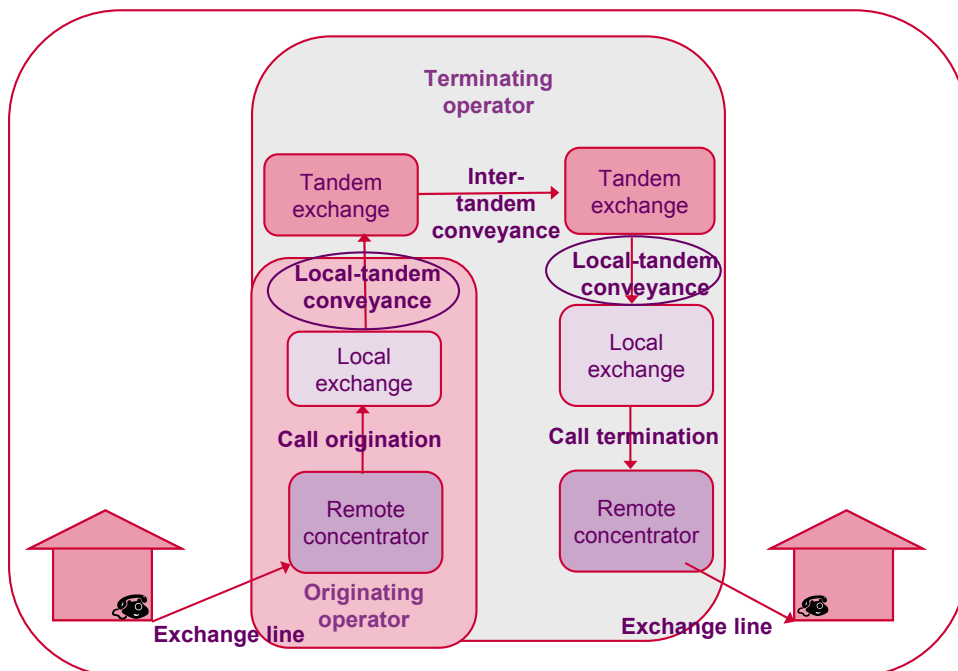 Terminating
operator
Tandem
exchange
Inter-
tandem
conveyance
Tandem
exchange
Local-tandem
conveyance
Local-tandem
conveyance
Local
exchange
Local
exchange
Call origination
Call termination
Remote
concentrator
Remote
concentrator
Originating
operator
Exchange line
Exchange line